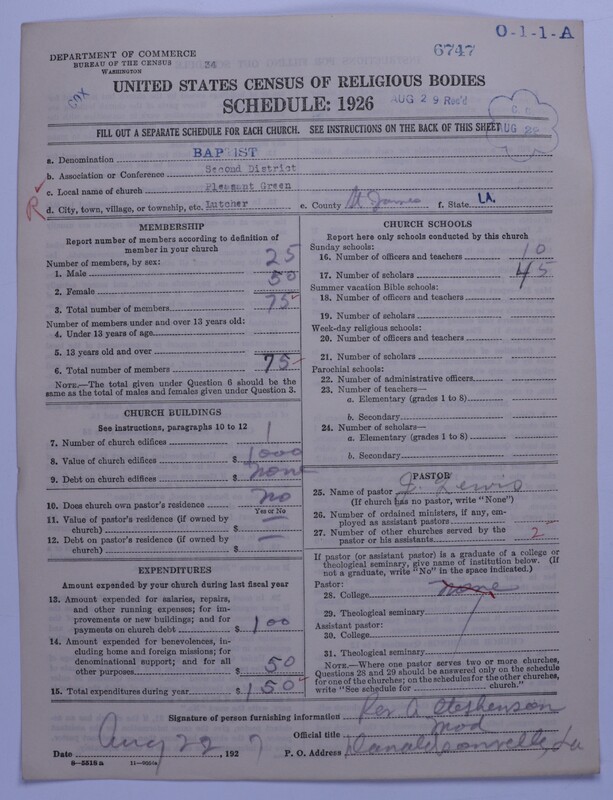 O-1-1-A
6747
DEPARTMENT OF COMMERCE
BUREAU OF THE CENSUS
WASHINGTON
34
UNITED STATES CENSUS OF RELIGIOUS BODIES
SCHEDULE: 1926
AUG 29 Rec'd
FILL OUT A SEPARATE SCHEDULE FOR EACH CHURCH. SEE INSTRUCTIONS ON THE BACK OF THIS SHEET
AUG 29
a. Denomination BAPTIST
b. Association or Conference Second District
c. Local name of church Pleasant Green
R d. City, town, village, or township, etc. Lutcher e. County St James f. State LA.
MEMBERSHIP
Report number of members according to definition of
member in your church
Number of members, by sex:
1. Male 25
2. Female 50
3. Total number of members 75
Number of members under and over 13 years old:
4. Under 13 years of age
5. 13 years old and over
6. Total number of members 75
NOTE.—The total given under Question 6 should be the
same as the total of males and females given under Question 3.
CHURCH BUILDINGS
See instructions, paragraphs 10 to 12
7. Number of church edifices 1
8. Value of church edifices $ 1000
9. Debt on church edifices $ none
10. Does church own pastor's residence no
Yes or No
11. Value of pastor's residence (if owned by
church) $ —
12. Debt on pastor's residence (if owned by
church) $ —
EXPENDITURES
Amount expended by your church during last fiscal year
13. Amount expended for salaries, repairs,
and other running expenses; for im-
provements or new buildings; and for
payments on church debt $ 100
14. Amount expended for benevolences, in-
cluding home and foreign missions; for
denominational support; and for all
other purposes $ 50
15. Total expenditures during year $ 150
CHURCH SCHOOLS
Report here only schools conducted by this church
Sunday schools:
16. Number of officers and teachers 10
17. Number of scholars 45
Summer vacation Bible schools:
18. Number of officers and teachers
19. Number of scholars
Week-day religious schools:
20. Number of officers and teachers
21. Number of scholars
Parochial schools:
22. Number of administrative officers
23. Number of teachers—
a. Elementary (grades 1 to 8)
b. Secondary
24. Number of scholars—
a. Elementary (grades 1 to 8)
b. Secondary
PASTOR
25. Name of pastor J. Lewis
(If church has no pastor, write "None")
26. Number of ordained ministers, if any, em-
ployed as assistant pastors
27. Number of other churches served by the
pastor or his assistants 2
If pastor (or assistant pastor) is a graduate of a college or
theological seminary, give name of institution below. (If
not a graduate, write "No" in the space indicated.)
Pastor:
28. College none
29. Theological seminary
Assistant pastor:
30. College
31. Theological seminary
NOTE.—Where one pastor serves two or more churches,
Questions 28 and 29 should be answered only on the schedule
for one of the churches; on the schedules for the other churches,
write "See schedule for church."
Signature of person furnishing information Rev A Stephenson
Official title Mod
Date Aug 22, 1927 P. O. Address Donaldsonville, La
8-5518a